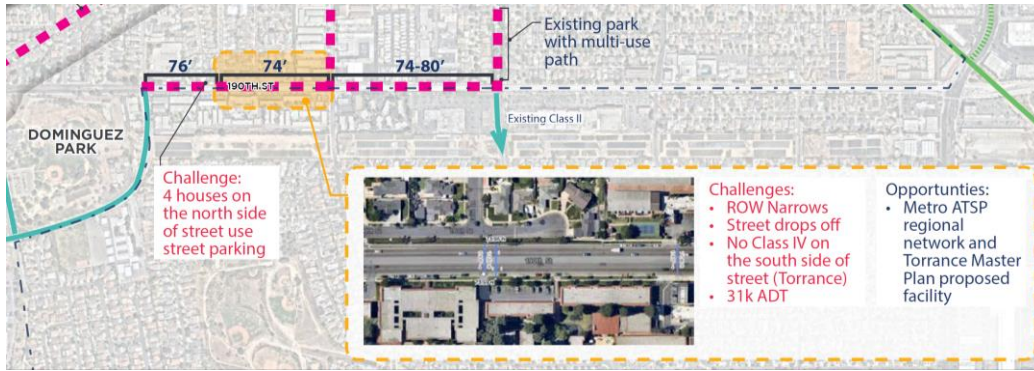 Existing park
with multi-use
path
76’
74’
74-80’
190TH ST
Existing Class II
DOMINGUEZ
PARK
Challenge:
4 houses on
the north side
of street use
street parking
Challenges:
• ROW Narrows
• Street drops off
• No Class IV on
the south side of
street (Torrance)
• 31k ADT
Opportunties:
• Metro ATSP
regional
network and
Torrance Master
Plan proposed
facility